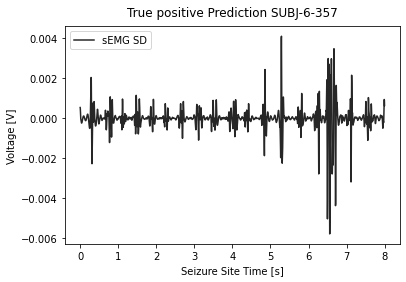 True positive Prediction SUBJ-6-357
sEMG SD
0.004
0.002
0.000
−0.002
−0.004
−0.006
Voltage [V]
0 1 2 3 4 5 6 7 8
Seizure Site Time [s]